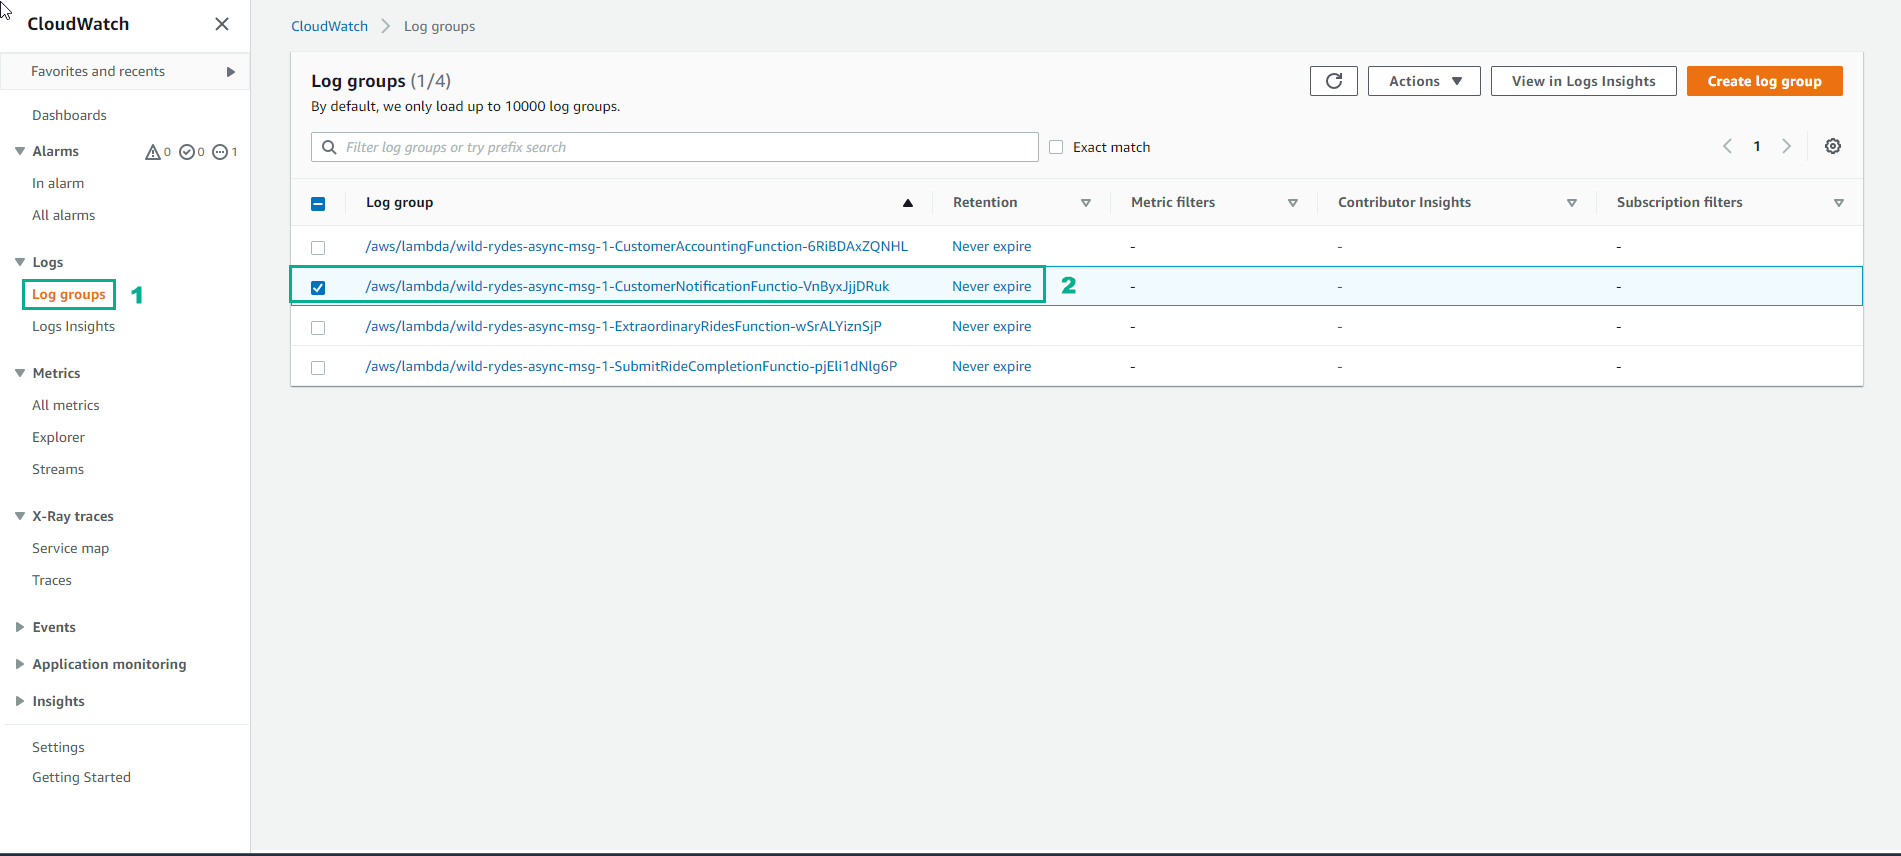 CloudWatch
Favorites and recents
Dashboards
Alarms 0 0 1
In alarm
All alarms
Logs
Log groups 1
Logs Insights
Metrics
All metrics
Explorer
Streams
X-Ray traces
Service map
Traces
Events
Application monitoring
Insights
Settings
Getting Started
CloudWatch Log groups
Log groups (1/4)
By default, we only load up to 10000 log groups.
Actions View in Logs Insights Create log group
Filter log groups or try prefix search Exact match 1
Log group Retention Metric filters Contributor Insights Subscription filters
/aws/lambda/wild-rydes-async-msg-1-CustomerAccountingFunction-6RiBDAxZQNHL Never expire - - -
/aws/lambda/wild-rydes-async-msg-1-CustomerNotificationFunctio-VnByxJjjDRuk Never expire 2 - - -
/aws/lambda/wild-rydes-async-msg-1-ExtraordinaryRidesFunction-wSrALYiznSjP Never expire - - -
/aws/lambda/wild-rydes-async-msg-1-SubmitRideCompletionFunctio-pjEli1dNlg6P Never expire - - -